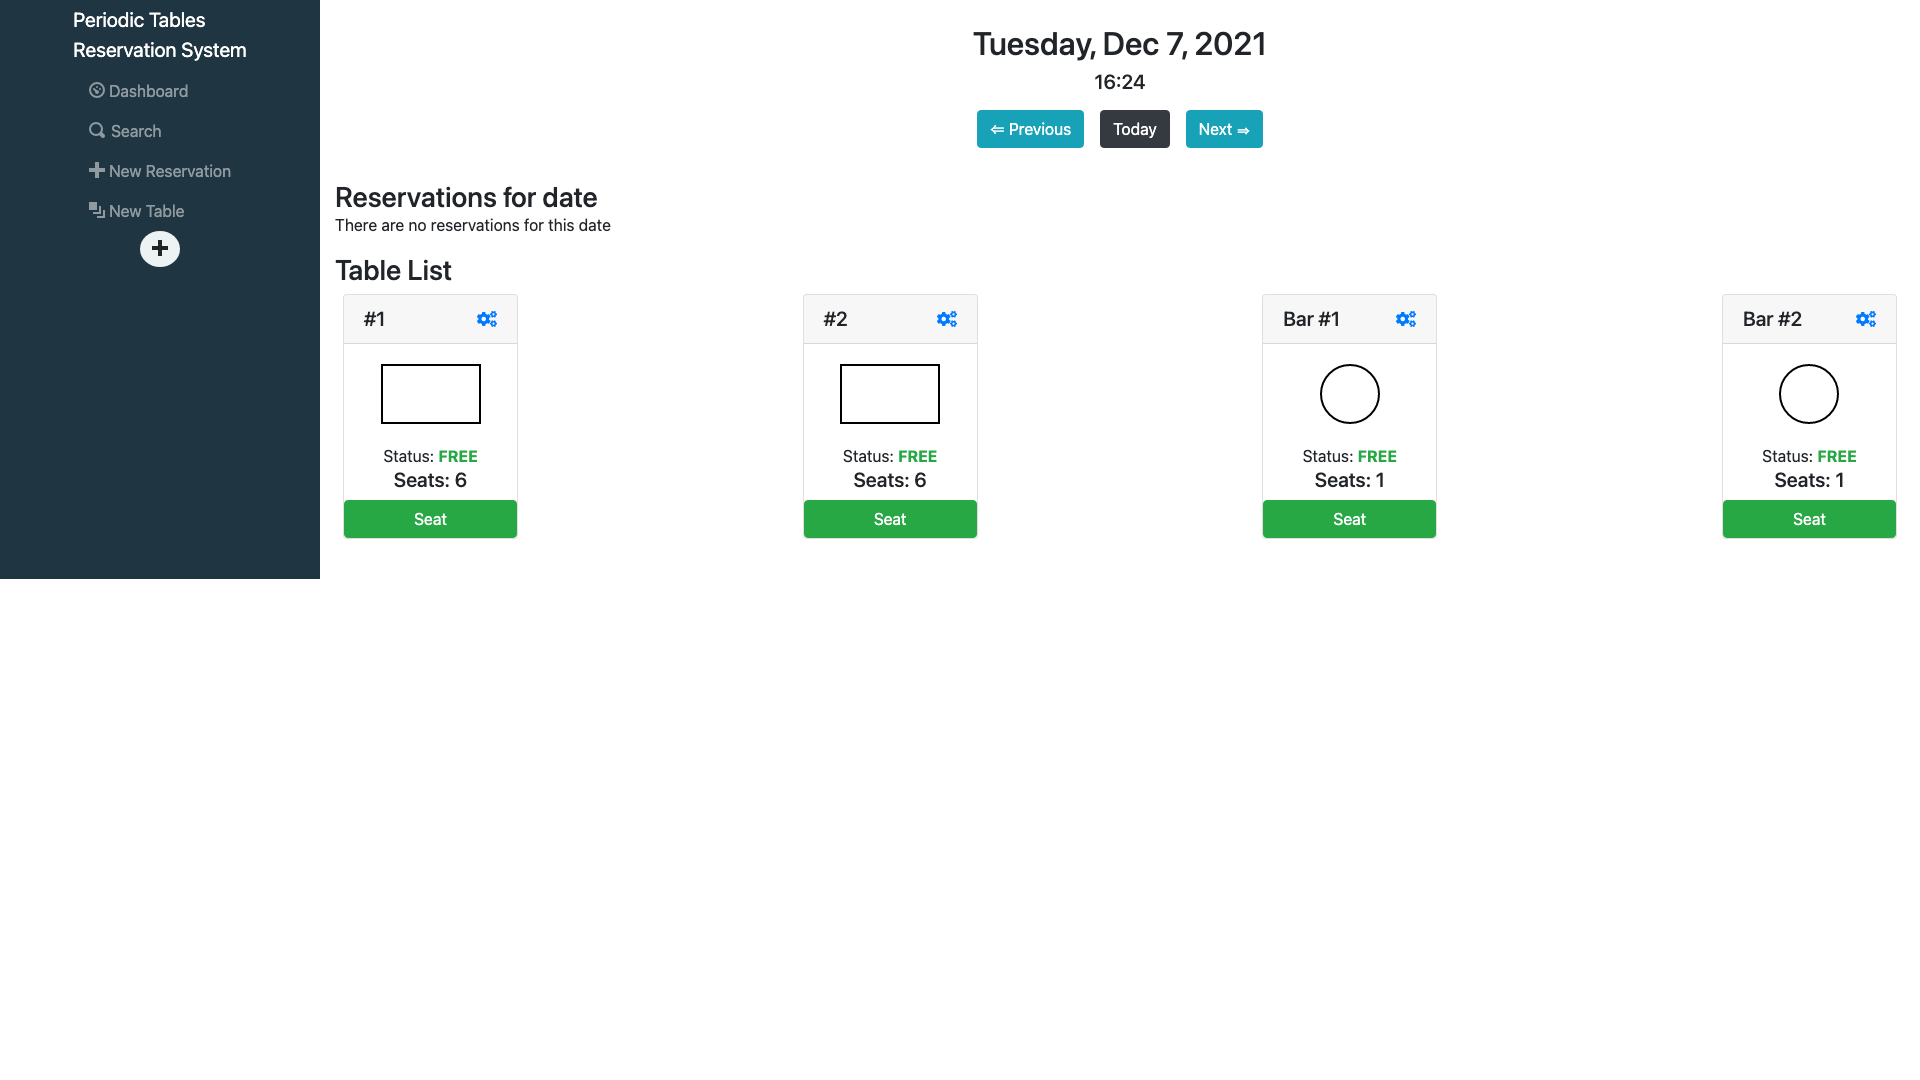 Periodic Tables
Reservation System
Dashboard
Search
New Reservation
New Table
Tuesday, Dec 7, 2021
16:24
⇐ Previous
Today
Next ⇒
Reservations for date
There are no reservations for this date
Table List
#1
Status: FREE
Seats: 6
Seat
#2
Status: FREE
Seats: 6
Seat
Bar #1
Status: FREE
Seats: 1
Seat
Bar #2
Status: FREE
Seats: 1
Seat